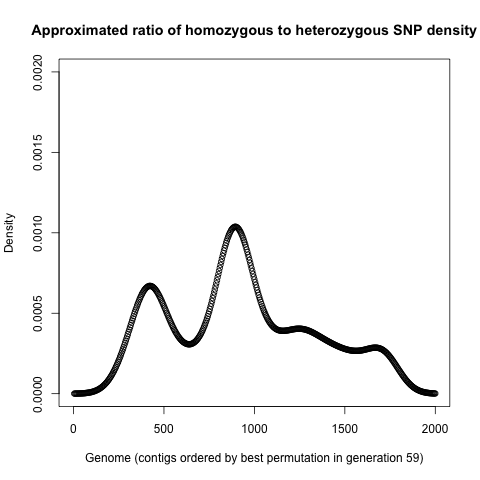 Approximated ratio of homozygous to heterozygous SNP density
0.0020
0.0015
0.0010
0.0005
0.0000
Density
0 500 1000 1500 2000
Genome (contigs ordered by best permutation in generation 59)